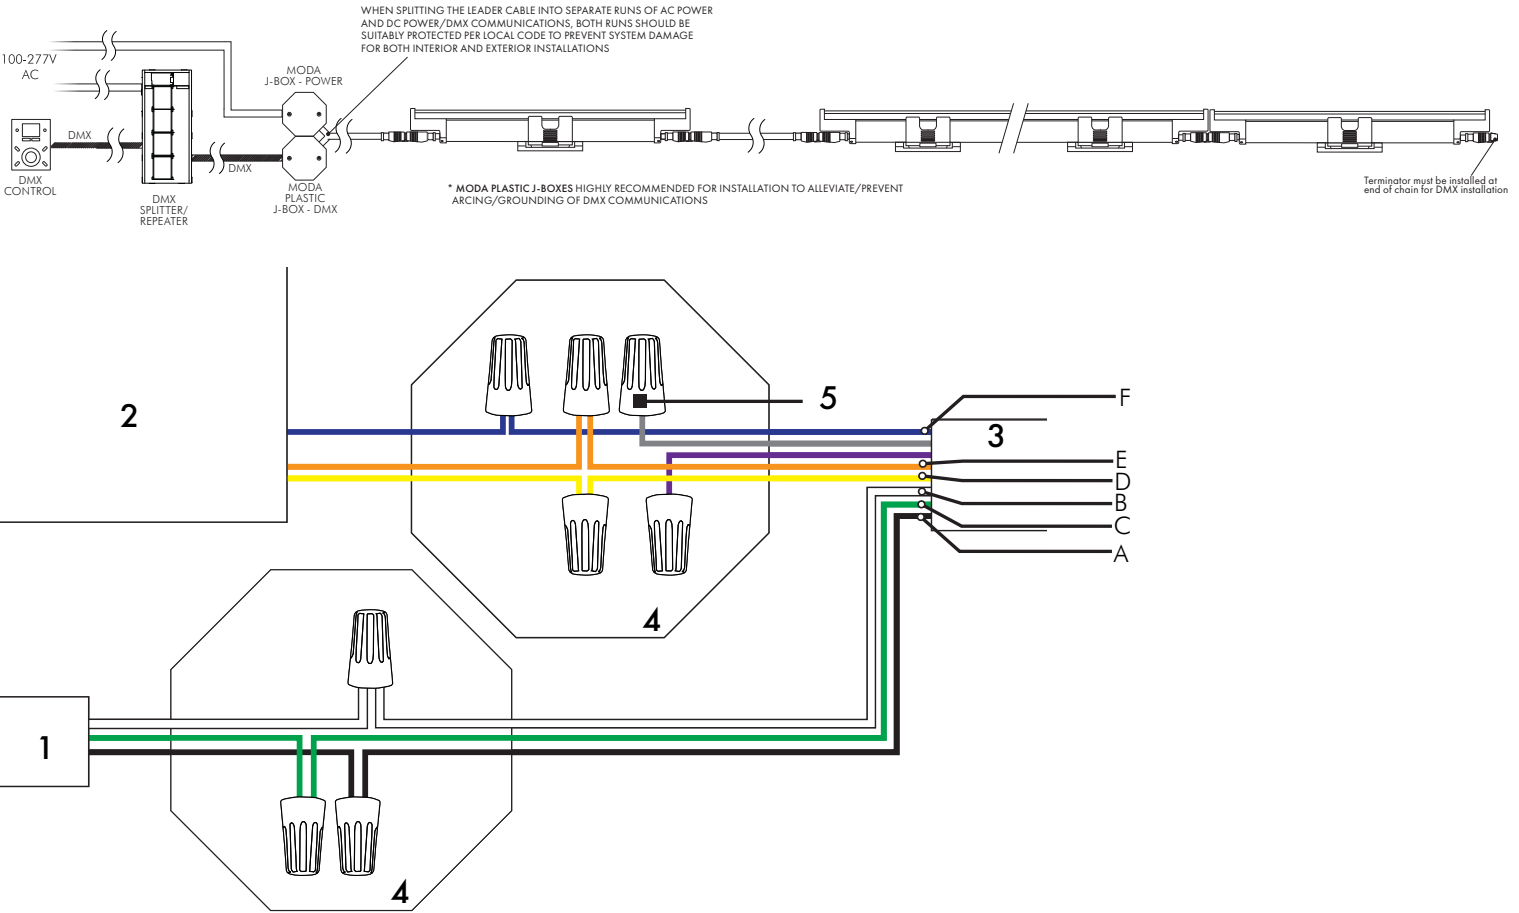 WHEN SPLITTING THE LEADER CABLE INTO SEPARATE RUNS OF AC POWER
AND DC POWER/DMX COMMUNICATIONS, BOTH RUNS SHOULD BE
SUITABLY PROTECTED PER LOCAL CODE TO PREVENT SYSTEM DAMAGE
FOR BOTH INTERIOR AND EXTERIOR INSTALLATIONS
100-277V
AC
MODA
J-BOX - POWER
DMX
DMX
CONTROL
DMX
DMX
SPLITTER/
REPEATER
MODA
PLASTIC
J-BOX - DMX
* MODA PLASTIC J-BOXES HIGHLY RECOMMENDED FOR INSTALLATION TO ALLEVIATE/PREVENT
ARCING/GROUNDING OF DMX COMMUNICATIONS
Terminator must be installed at
end of chain for DMX installation
2
5
F
3
E
D
B
C
A
4
1
4